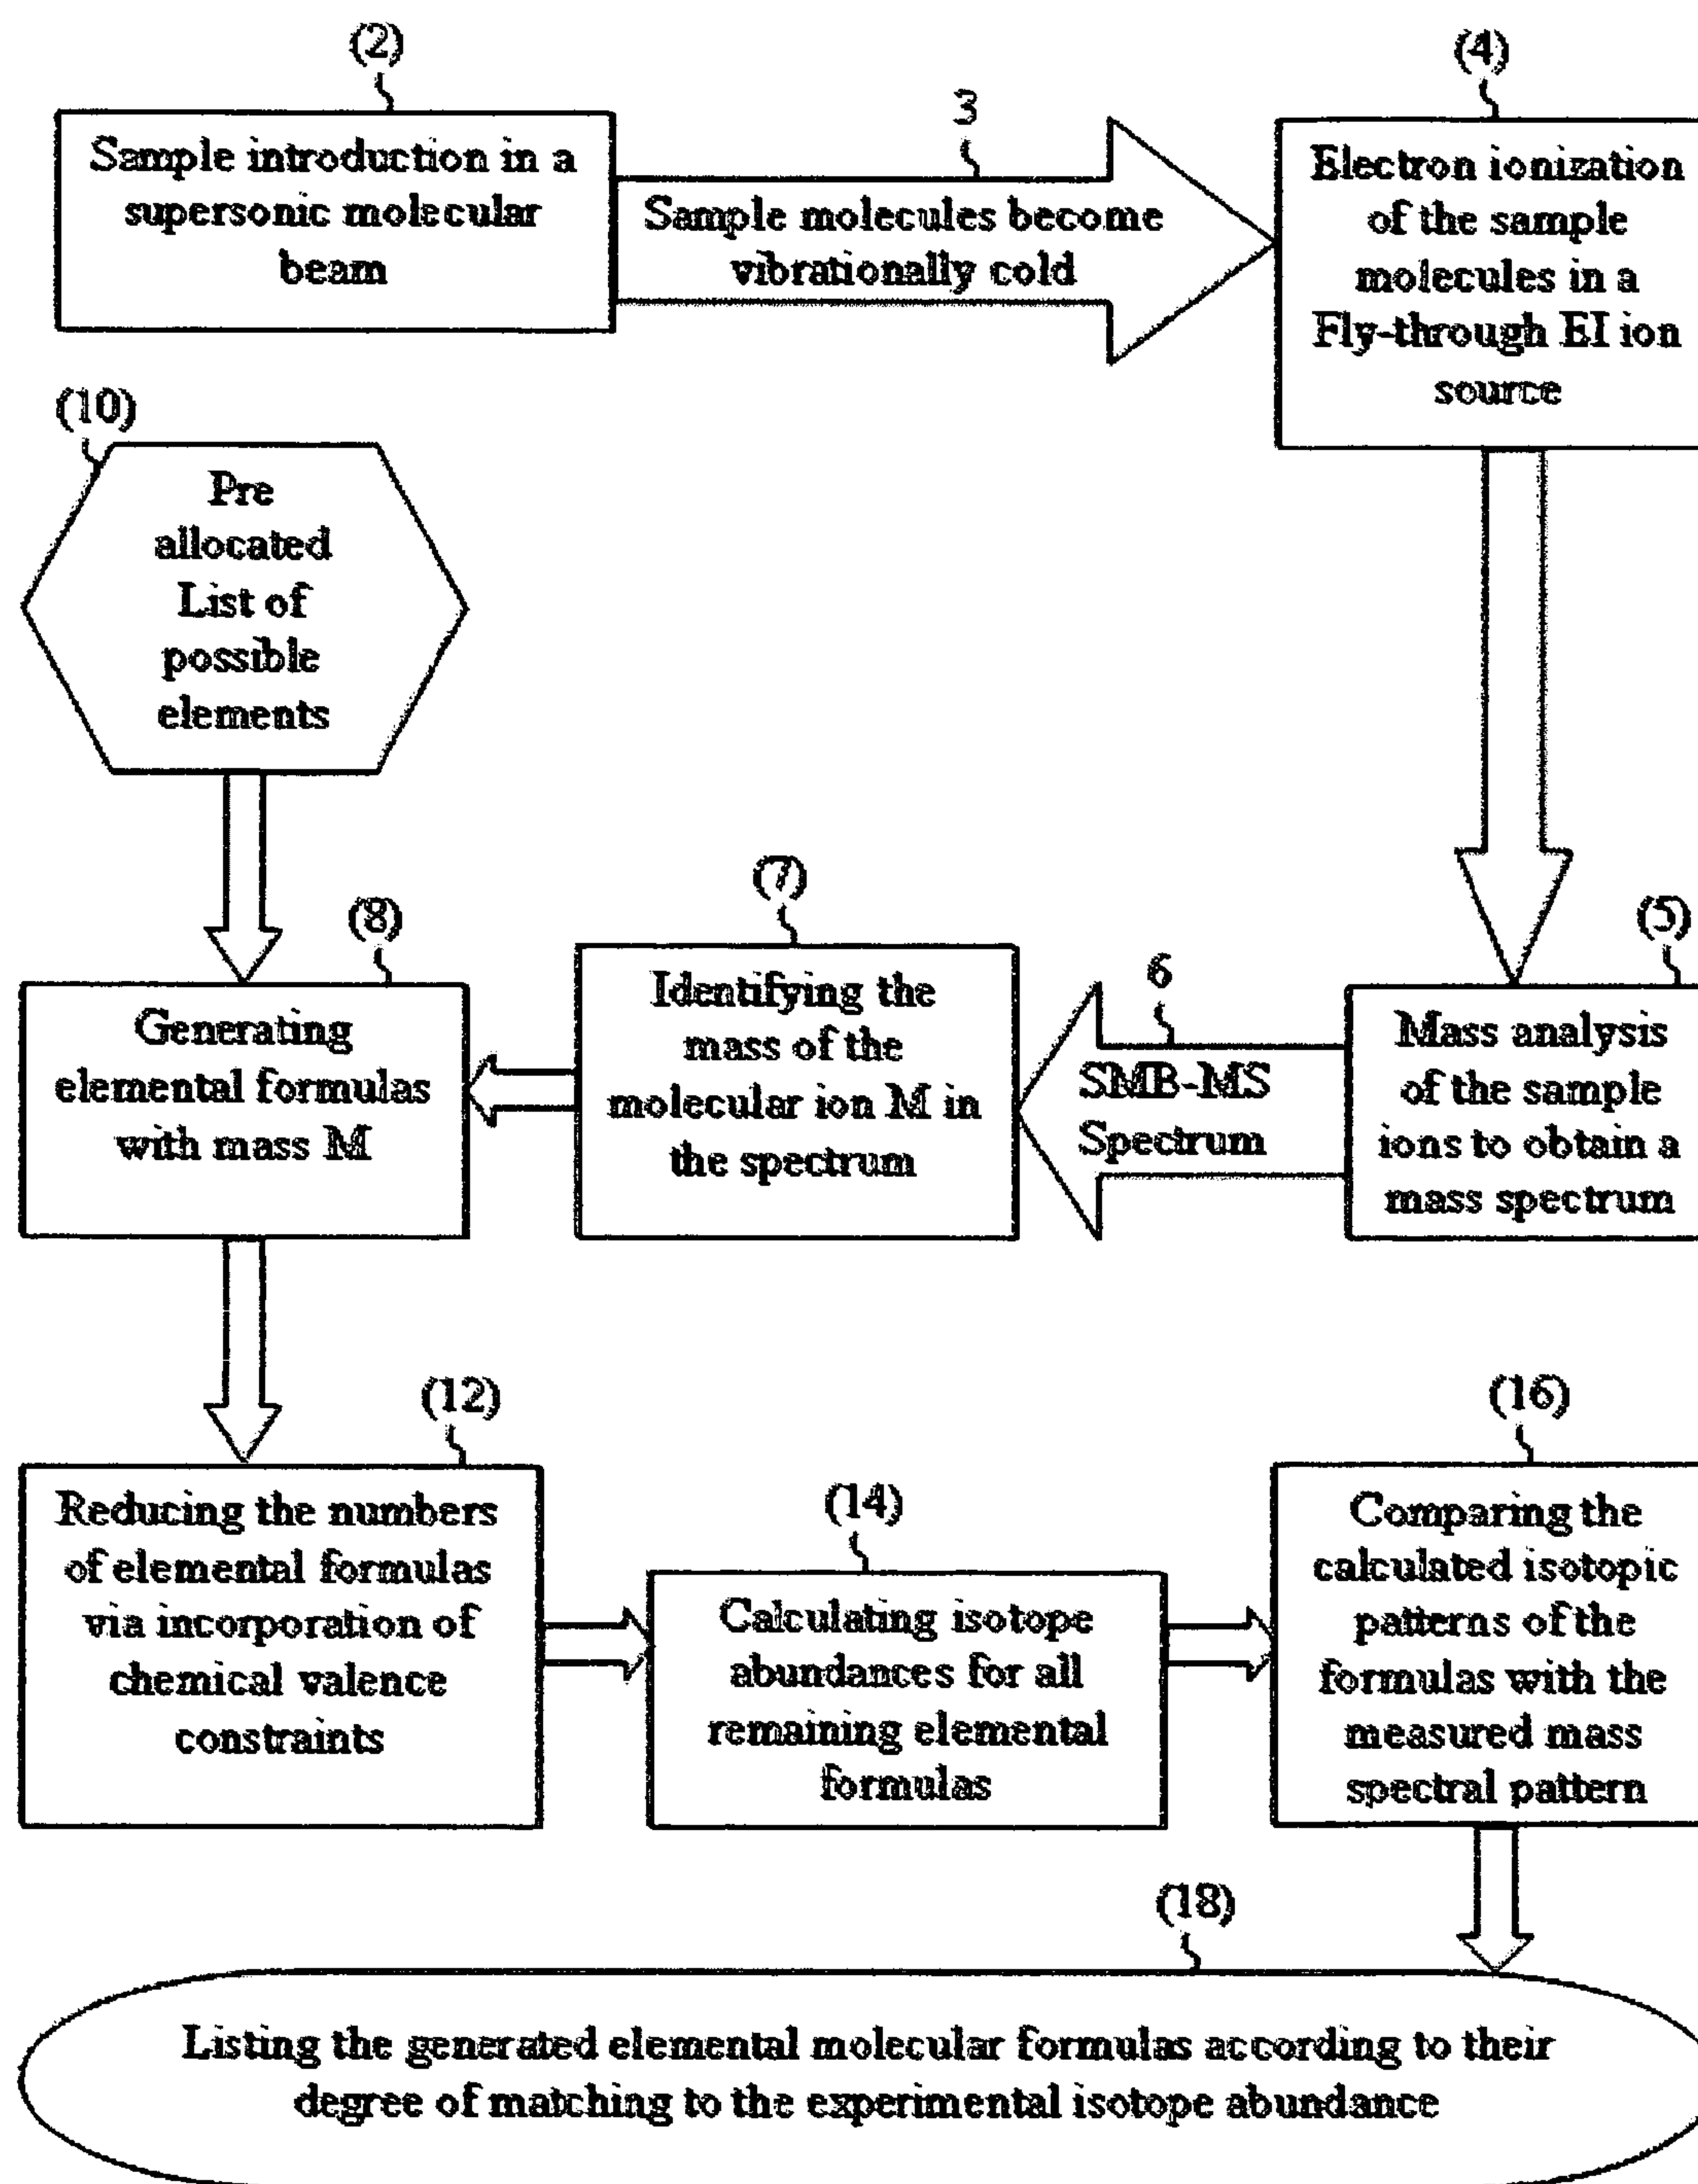 (2)
Sample introduction in a
supersonic molecular
beam
3
Sample molecules become
vibrationally cold
(4)
Electron ionization
of the sample
molecules in a
Fly-through EI ion
source
(10)
Pre
allocated
List of
possible
elements
(8)
Generating
elemental formulas
with mass M
(7)
Identifying the
mass of the
molecular ion M in
the spectrum
6
SMB-MS
Spectrum
(5)
Mass analysis
of the sample
ions to obtain a
mass spectrum
(12)
Reducing the numbers
of elemental formulas
via incorporation of
chemical valence
constraints
(14)
Calculating isotope
abundances for all
remaining elemental
formulas
(16)
Comparing the
calculated isotopic
patterns of the
formulas with the
measured mass
spectral pattern
(18)
Listing the generated elemental molecular formulas according to their
degree of matching to the experimental isotope abundance